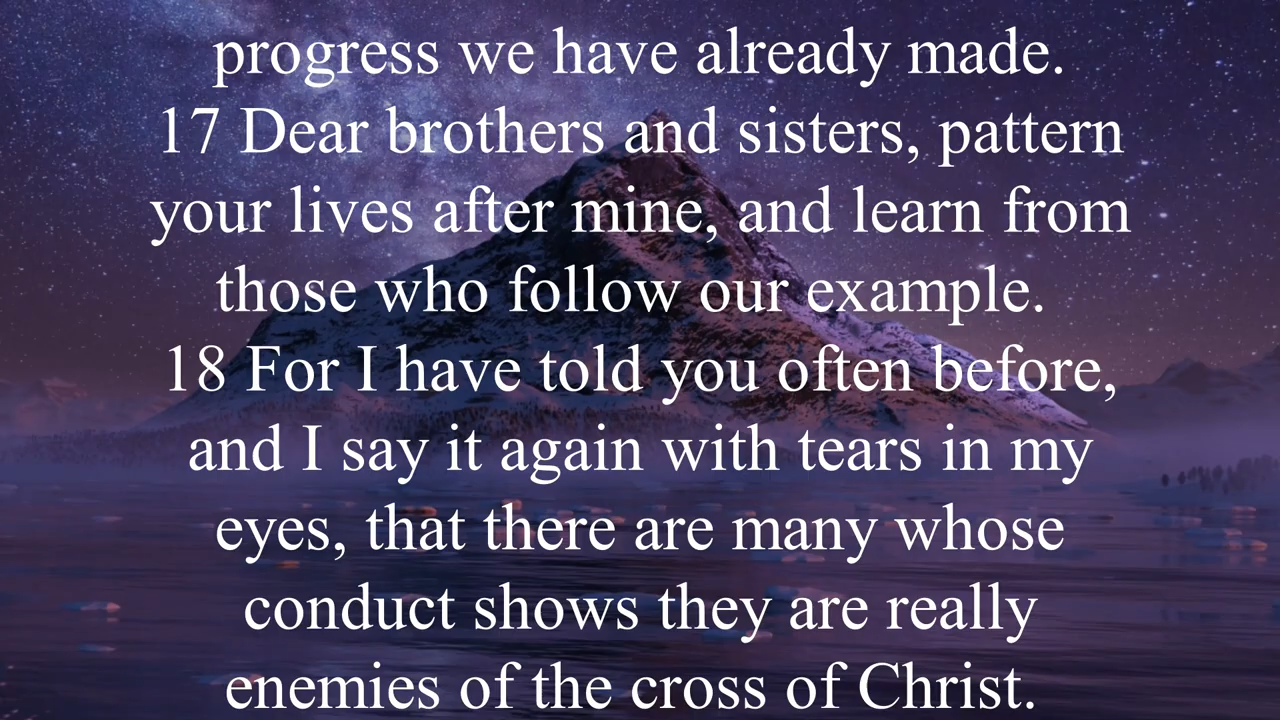 progress we have already made.
17 Dear brothers and sisters, pattern
your lives after mine, and learn from
those who follow our example.
18 For I have told you often before,
and I say it again with tears in my
eyes, that there are many whose
conduct shows they are really
enemies of the cross of Christ.